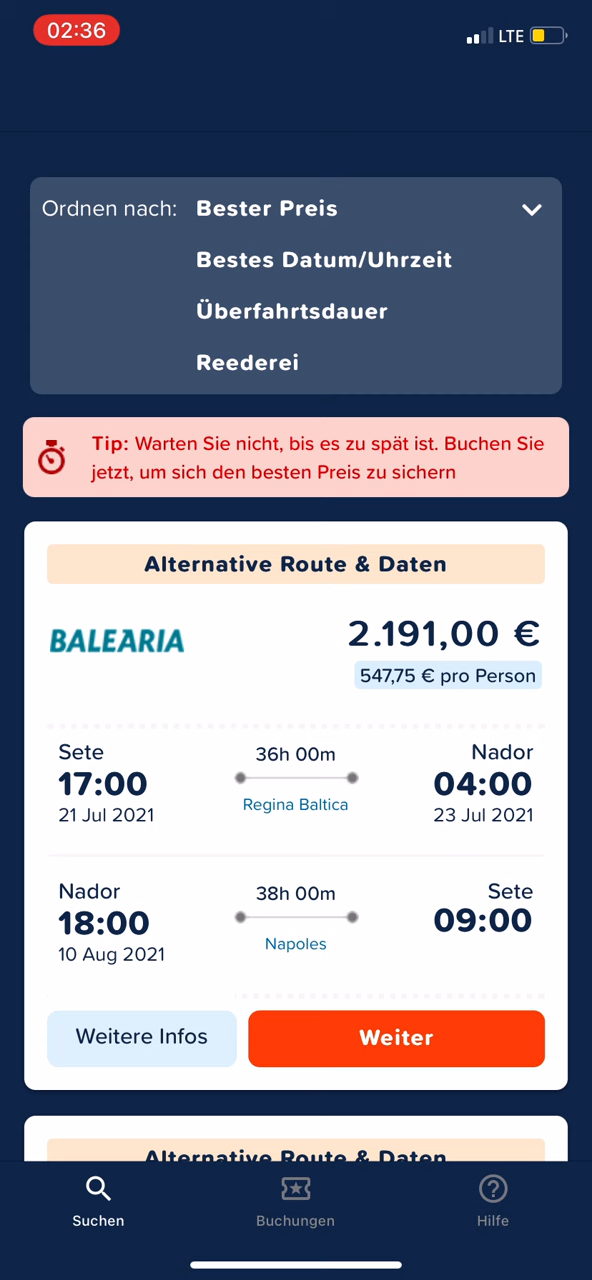 02:36
LTE
Ordnen nach: Bester Preis
Bestes Datum/Uhrzeit
Überfahrtsdauer
Reederei
Tip: Warten Sie nicht, bis es zu spät ist. Buchen Sie
jetzt, um sich den besten Preis zu sichern
Alternative Route & Daten
BALEARIA
2.191,00 €
547,75 € pro Person
Sete 36h 00m Nador
17:00 04:00
21 Jul 2021 Regina Baltica 23 Jul 2021
Nador 38h 00m Sete
18:00 09:00
10 Aug 2021 Napoles
Weitere Infos Weiter
Alternative Route & Daten
Suchen Buchungen Hilfe